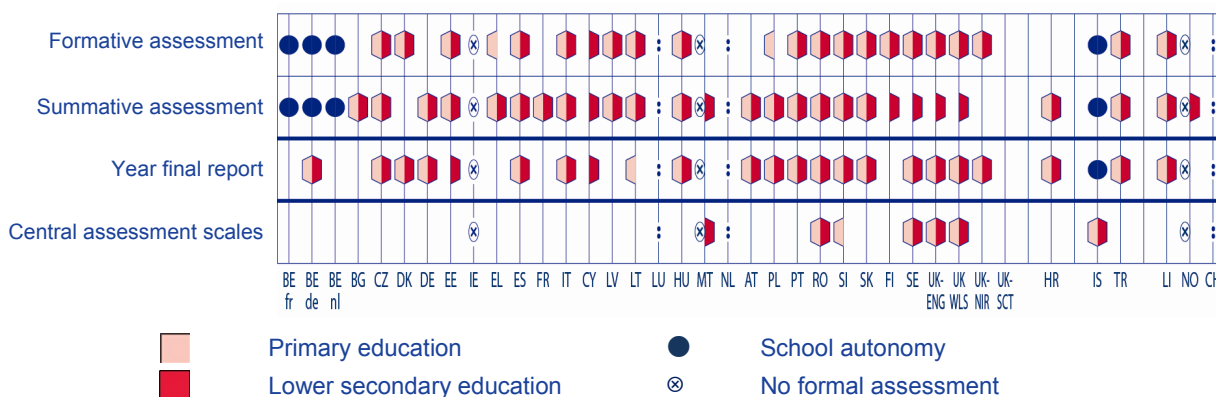 Formative assessment
Summative assessment
Year final report
Central assessment scales
BE BE BE BG CZ DK DE EE IE EL ES FR IT CY LV LT LU HU MT NL AT PL PT RO SI SK FI SE UK- UK UK- UK- HR IS TR LI NO CH
fr de nl ENG WLS NIR SCT
Primary education School autonomy
Lower secondary education No formal assessment